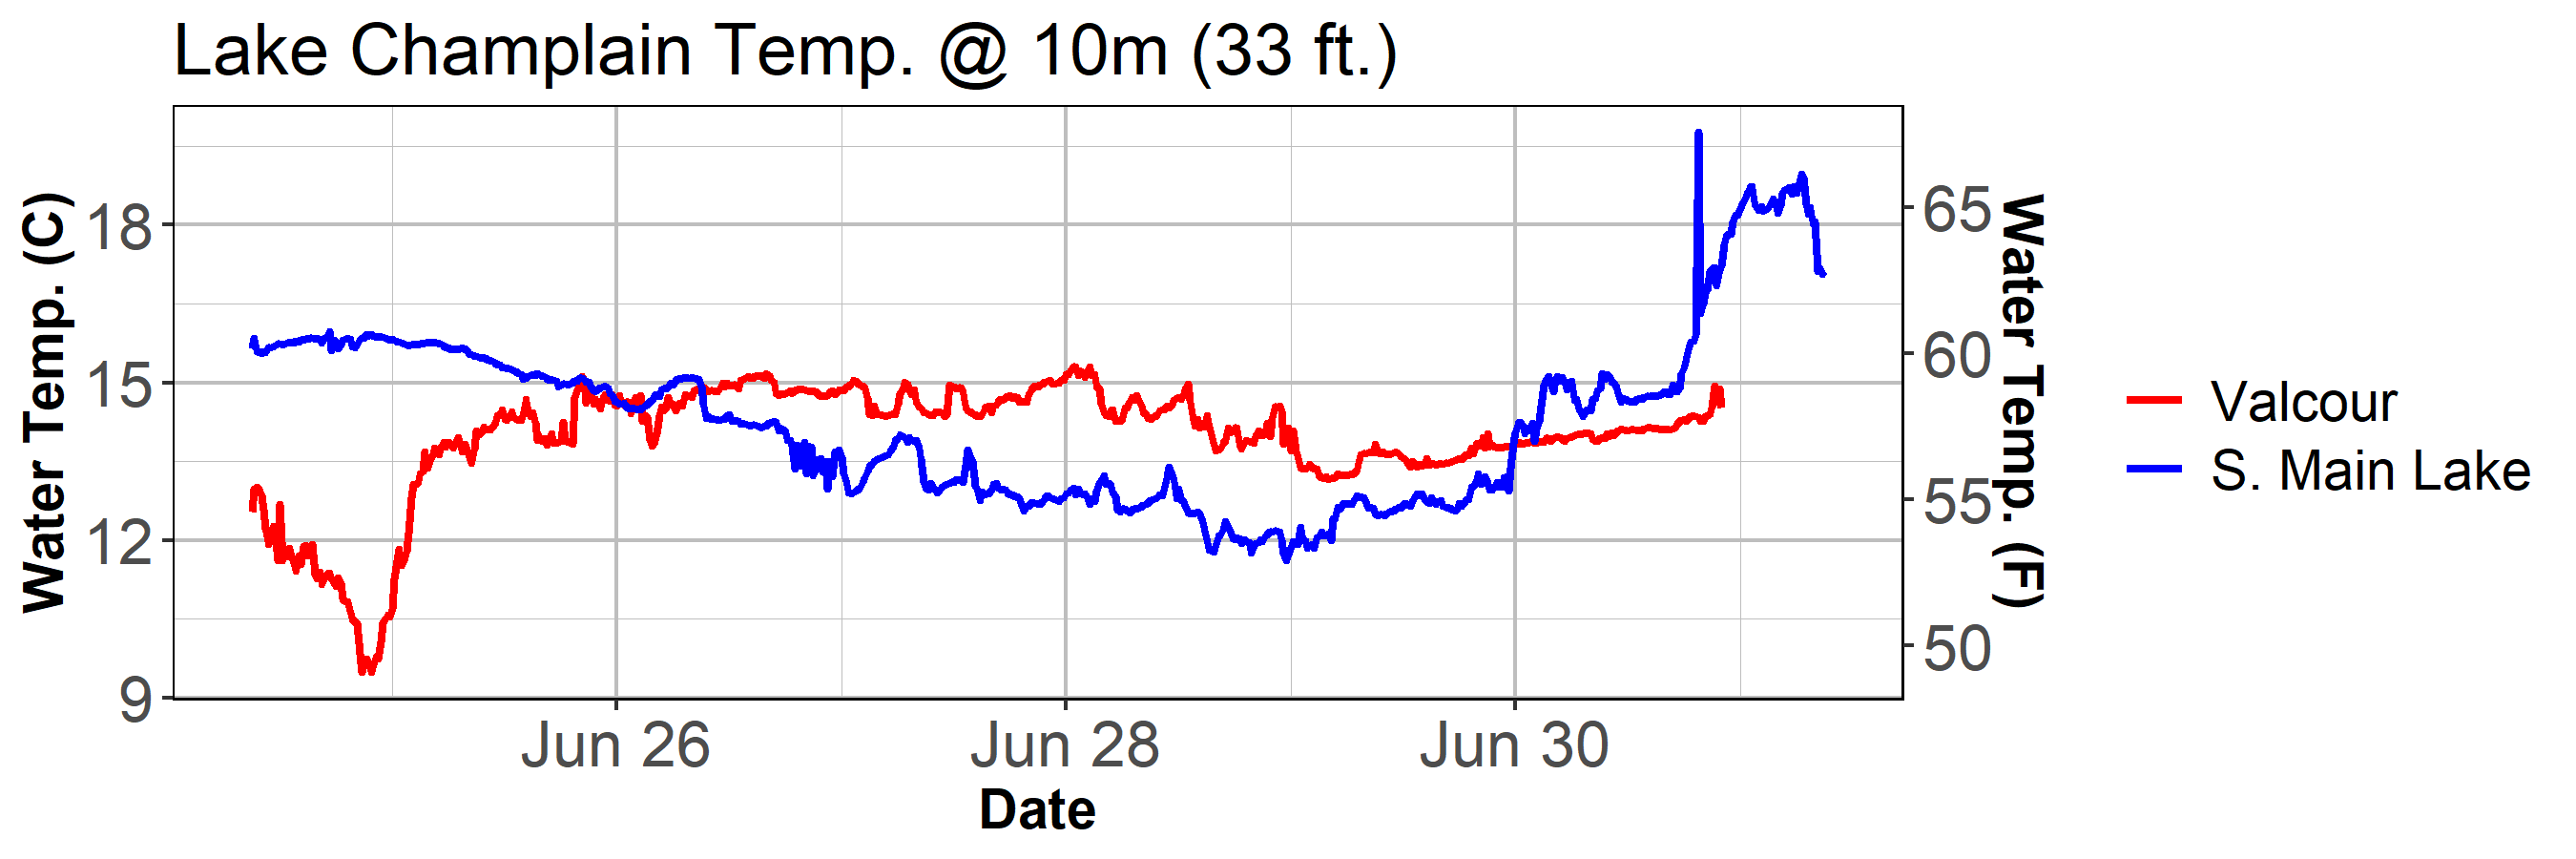 Lake Champlain Temp. @ 10m (33 ft.)
Water Temp. (C)
18
15
12
9
65
60
55
50
Water Temp. (F)
Jun 26
Jun 28
Jun 30
Date
Valcour
S. Main Lake